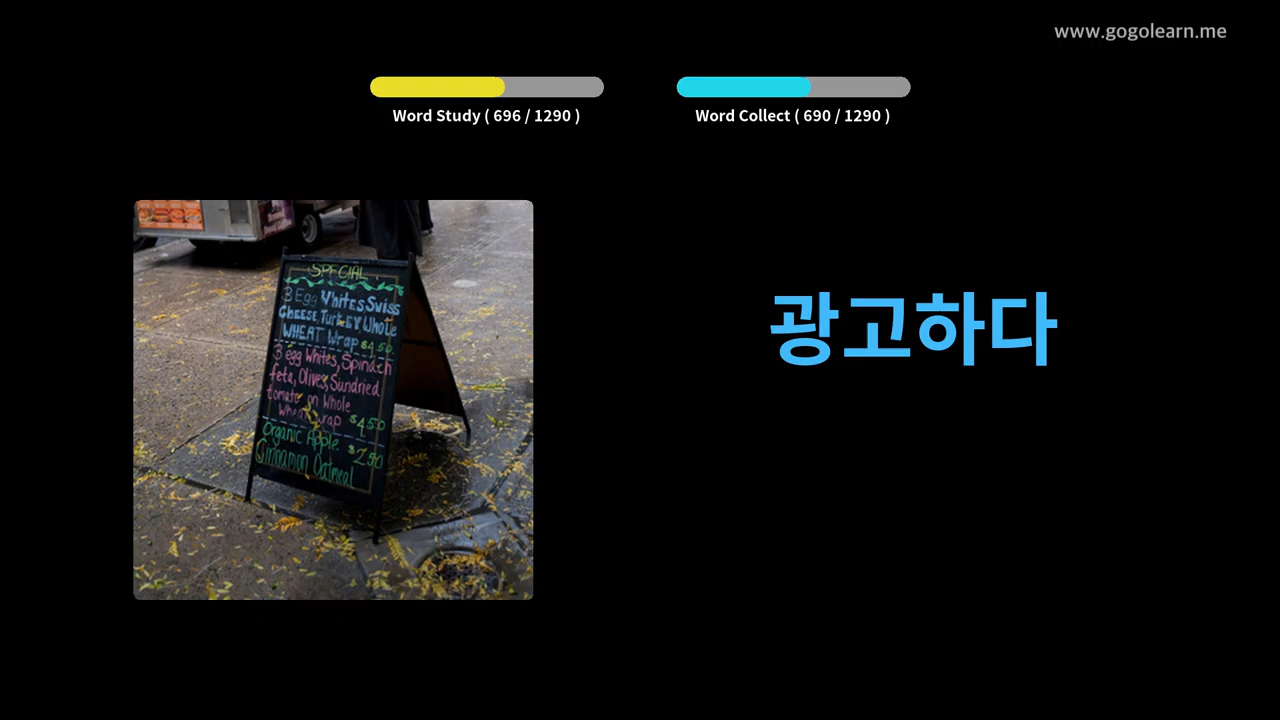 www.gogolearn.me
Word Study ( 696 / 1290 )
Word Collect ( 690 / 1290 )
SPECIAL
3 Egg Whites Swiss
Cheese, Turkey Whole
WHEAT Wrap $4.50
3 egg Whites, Spinach
feta, Olives, Sundried
tomato on Whole
Wheat Wrap $4.50
Organic Apple
Cinnamon Oatmeal $2.50
광고하다